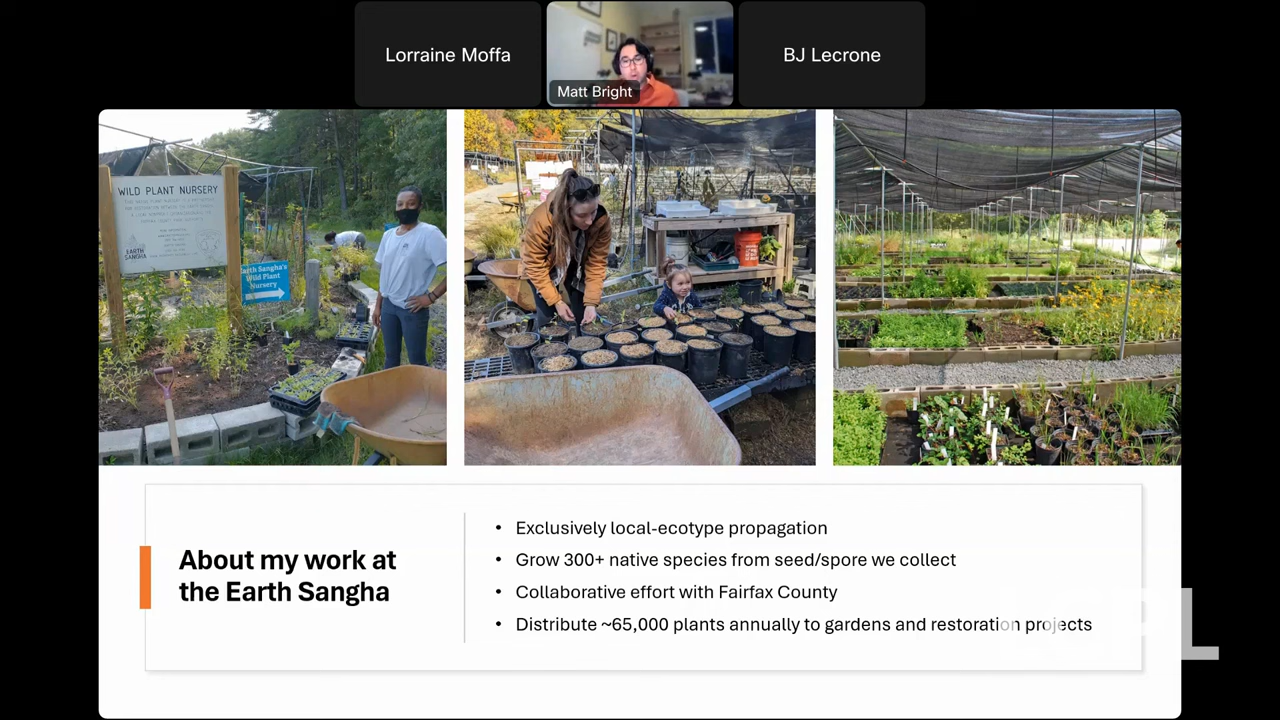 Lorraine Moffa
Matt Bright
BJ Lecrone
WILD PLANT NURSERY
EARTH
SANGHA
Earth Sangha's
Wild Plant
Nursery
About my work at
the Earth Sangha
• Exclusively local-ecotype propagation
• Grow 300+ native species from seed/spore we collect
• Collaborative effort with Fairfax County
• Distribute ~65,000 plants annually to gardens and restoration projects
LCPL